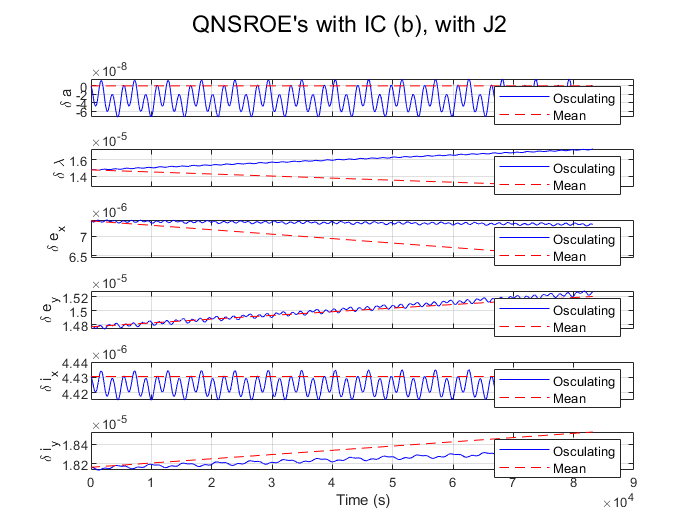 QNSROE's with IC (b), with J2
×10^-8
0
-2
-4
-6
δ a
Osculating
Mean
×10^-5
1.6
1.4
δ λ
Osculating
Mean
×10^-6
7
6.5
δ e_x
Osculating
Mean
×10^-5
1.52
1.5
1.48
δ e_y
Osculating
Mean
×10^-6
4.44
4.43
4.42
δ i_x
Osculating
Mean
×10^-5
1.84
1.82
δ i_y
Osculating
Mean
0 1 2 3 4 5 6 7 8 9
Time (s)
×10^4